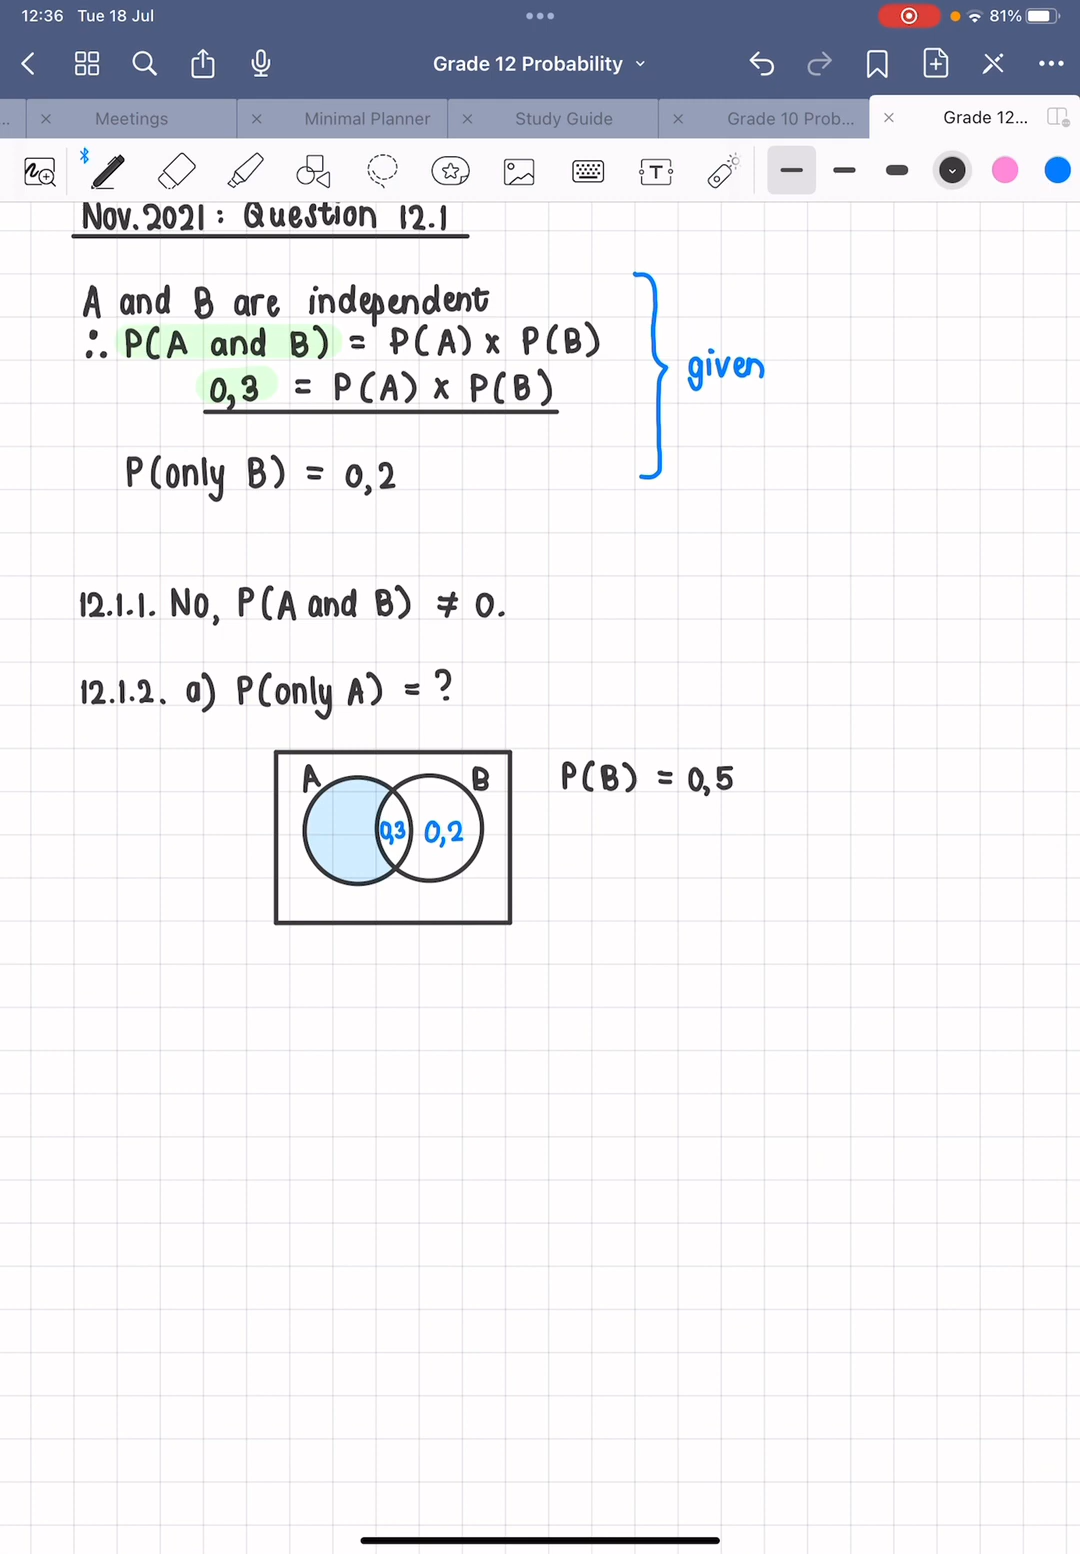 12:36 Tue 18 Jul
81%
Grade 12 Probability
Meetings
Minimal Planner
Study Guide
Grade 10 Prob...
Grade 12...
T
Nov. 2021 : Question 12.1
A and B are independent
∴ P(A and B) = P(A) x P(B)
0,3 = P(A) x P(B)
given
P(only B) = 0,2
12.1.1. No, P(A and B) ≠ 0.
12.1.2. a) P(only A) = ?
A B
P(B) = 0,5
0,3 0,2